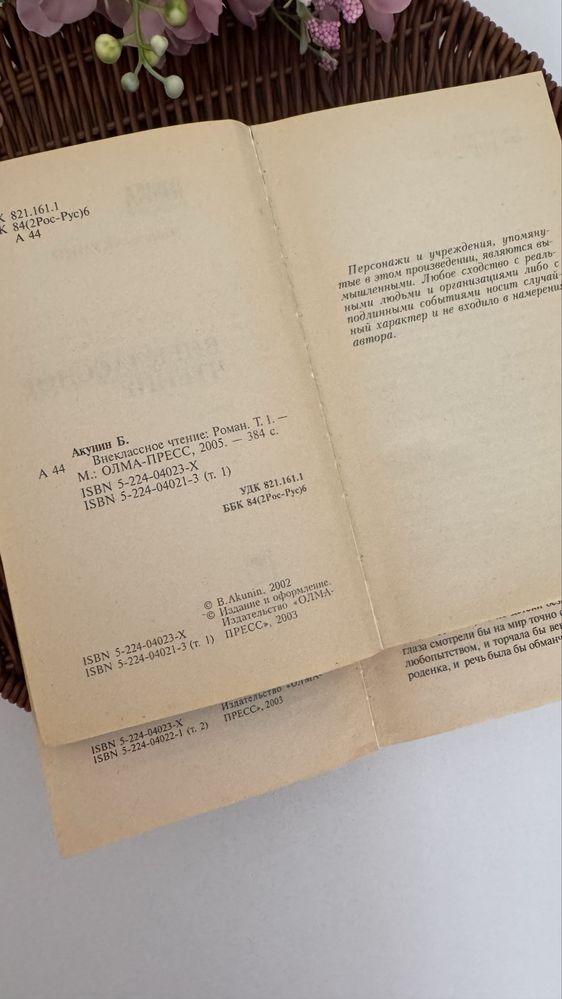 К 821.161.1
К 84(2Рос-Рус)6
А 44
Акунин Б.
А 44
Внеклассное чтение: Роман. Т. 1. —
М.: ОЛМА-ПРЕСС, 2005. — 384 с.
ISBN 5-224-04023-X
ISBN 5-224-04021-3 (т. 1)
УДК 821.161.1
ББК 84(2Рос-Рус)6
© B.Akunin, 2002
© Издание и оформление.
Издательство «ОЛМА-
ПРЕСС», 2003
ISBN 5-224-04023-X
ISBN 5-224-04021-3 (т. 1)
Персонажи и учреждения, упомяну-
тые в этом произведении, являются вы-
мышленными. Любое сходство с реаль-
ными людьми и организациями либо с
подлинными событиями носит случай-
ный характер и не входило в намерения
автора.
Издательство «ОЛМА-
ПРЕСС», 2003
ISBN 5-224-04023-X
ISBN 5-224-04022-1 (т. 2)
глаза смотрели бы на мир точно с
любопытством, и торчала бы
роденка, и речь была бы обман